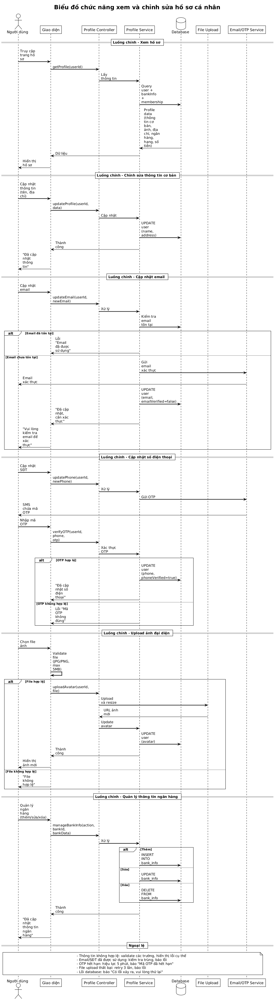 Biểu đồ chức năng xem và chỉnh sửa hồ sơ cá nhân
Người dùng
Giao diện
Profile Controller
Profile Service
Database
File Upload
Email/OTP Service
Luồng chính - Xem hồ sơ
Truy cập
trang hồ
sơ
getProfile(userId)
Lấy
thông tin
Query
user +
bankInfo
+
membership
Profile
data
(thông
tin cơ
bản,
ảnh, địa
chỉ, ngân
hàng,
hạng, số
tiền)
Dữ liệu
Hiển thị
hồ sơ
Luồng chính - Chỉnh sửa thông tin cơ bản
Cập nhật
thông tin
(tên, địa
chỉ)
updateProfile(userId,
data)
Cập nhật
UPDATE
user
(name,
address)
Thành
công
"Đã cập
nhật
thông
tin"
Luồng chính - Cập nhật email
Cập nhật
email
updateEmail(userId,
newEmail)
Xử lý
Kiểm tra
email
tồn tại
alt
[Email đã tồn tại]
Lỗi
"Email
đã được
sử dụng"
[Email chưa tồn tại]
Gửi
email
xác thực
Email
xác thực
UPDATE
user
(email,
emailVerified=false)
"Đã cập
nhật,
cần xác
thực"
"Vui lòng
kiểm tra
email để
xác
thực"
Luồng chính - Cập nhật số điện thoại
Cập nhật
SĐT
updatePhone(userId,
newPhone)
Xử lý
Gửi OTP
SMS
chứa mã
OTP
Nhập mã
OTP
verifyOTP(userId,
phone,
otp)
Xác thực
OTP
alt
[OTP hợp lệ]
UPDATE
user
(phone,
phoneVerified=true)
"Đã cập
nhật số
điện
thoại"
[OTP không hợp lệ]
Lỗi "Mã
OTP
không
đúng"
Luồng chính - Upload ảnh đại diện
Chọn file
ảnh
Validate
file
(JPG/PNG,
max
5MB)
alt
[File hợp lệ]
uploadAvatar(userId,
file)
Upload
và resize
URL ảnh
mới
Update
avatar
UPDATE
user
(avatar)
Thành
công
Hiển thị
ảnh mới
[File không hợp lệ]
"File
không
hợp lệ"
Luồng chính - Quản lý thông tin ngân hàng
Quản lý
ngân
hàng
(thêm/sửa/xóa)
manageBankInfo(action,
bankId,
bankData)
Xử lý
alt
[Thêm]
INSERT
INTO
bank_info
[Sửa]
UPDATE
bank_info
[Xóa]
DELETE
FROM
bank_info
Thành
công
"Đã cập
nhật
thông tin
ngân
hàng"
Ngoại lệ
- Thông tin không hợp lệ: validate các trường, hiển thị lỗi cụ thể
- Email/SĐT đã được sử dụng: kiểm tra trùng, báo lỗi
- OTP hết hạn: hiệu lực 5 phút, báo "Mã OTP đã hết hạn"
- File upload thất bại: retry 3 lần, báo lỗi
- Lỗi database: báo "Có lỗi xảy ra, vui lòng thử lại"
Người dùng
Giao diện
Profile Controller
Profile Service
Database
File Upload
Email/OTP Service